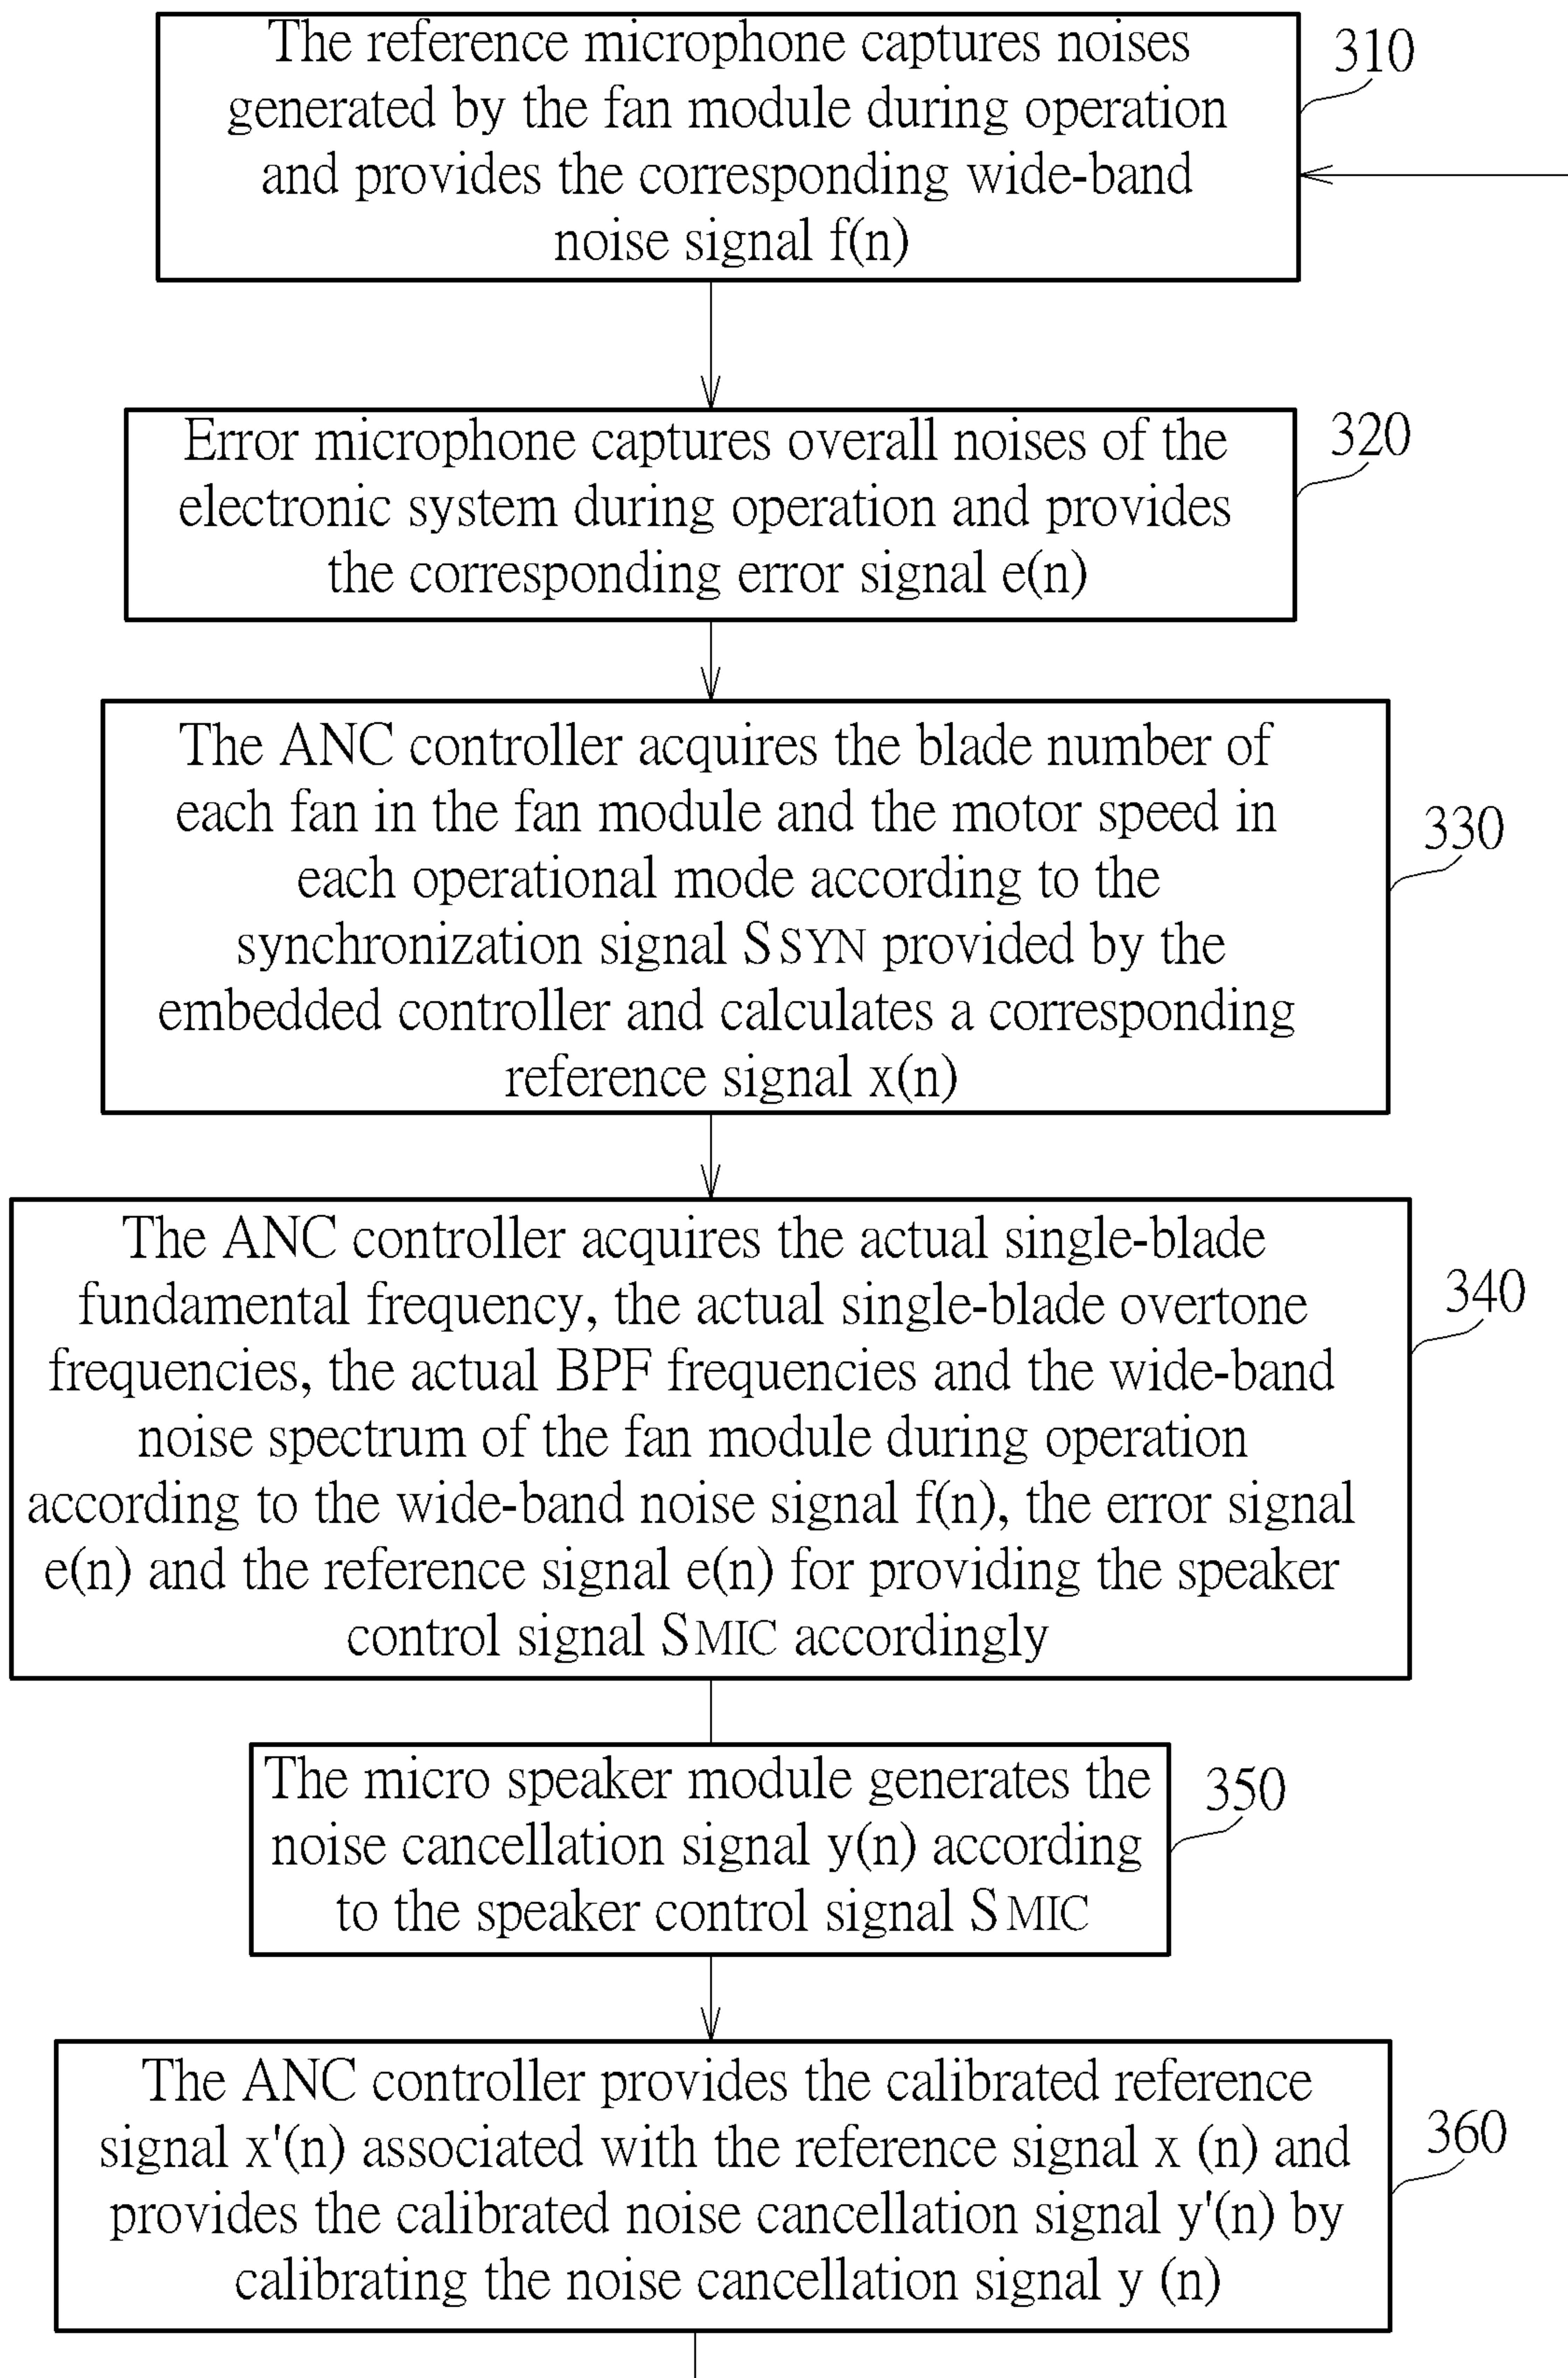 The reference microphone captures noises
generated by the fan module during operation
and provides the corresponding wide-band
noise signal f(n)
310
Error microphone captures overall noises of the
electronic system during operation and provides
the corresponding error signal e(n)
320
The ANC controller acquires the blade number of
each fan in the fan module and the motor speed in
each operational mode according to the
synchronization signal SSYN provided by the
embedded controller and calculates a corresponding
reference signal x(n)
330
The ANC controller acquires the actual single-blade
fundamental frequency, the actual single-blade overtone
frequencies, the actual BPF frequencies and the wide-band
noise spectrum of the fan module during operation
according to the wide-band noise signal f(n), the error signal
e(n) and the reference signal e(n) for providing the speaker
control signal SMIC accordingly
340
The micro speaker module generates the
noise cancellation signal y(n) according
to the speaker control signal SMIC
350
The ANC controller provides the calibrated reference
signal x'(n) associated with the reference signal x (n) and
provides the calibrated noise cancellation signal y'(n) by
calibrating the noise cancellation signal y (n)
360